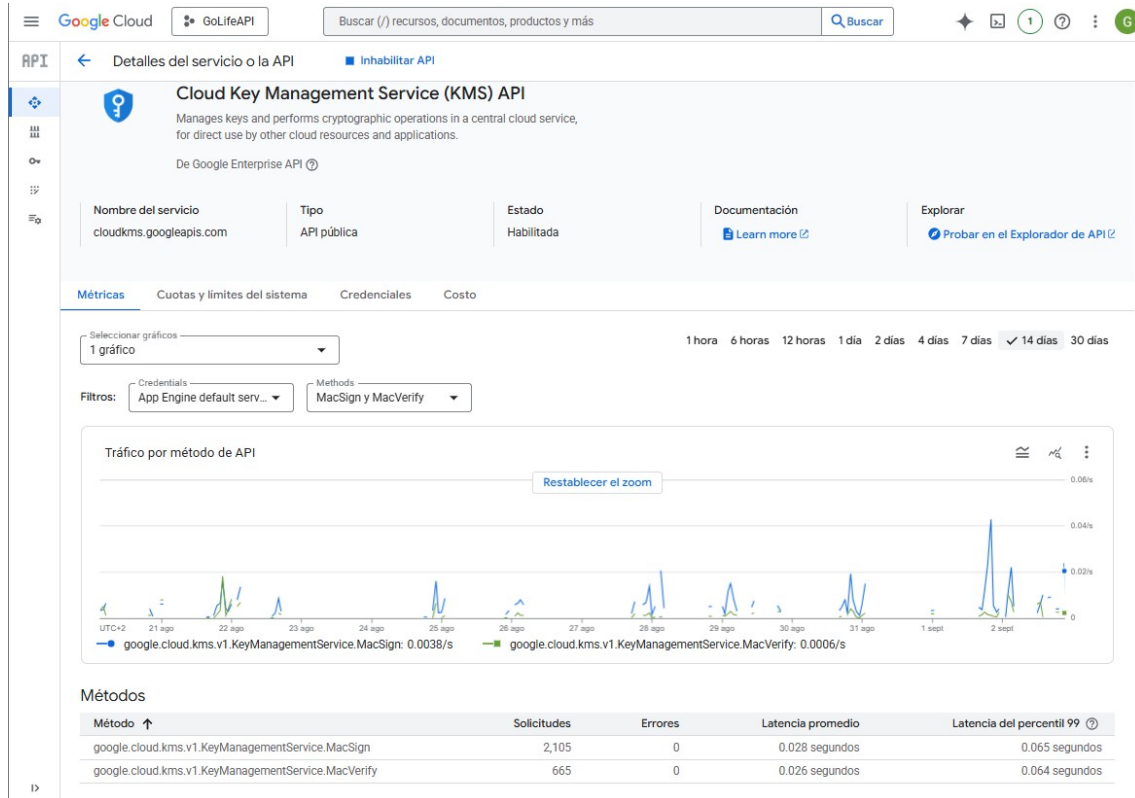 Google Cloud
GoLifeAPI
Buscar (/) recursos, documentos, productos y más
Buscar
1
G
API
Detalles del servicio o la API
Inhabilitar API
Cloud Key Management Service (KMS) API
Manages keys and performs cryptographic operations in a central cloud service,
for direct use by other cloud resources and applications.
De Google Enterprise API
Nombre del servicio
cloudkms.googleapis.com
Tipo
API pública
Estado
Habilitada
Documentación
Learn more
Explorar
Probar en el Explorador de API
Métricas
Cuotas y límites del sistema
Credenciales
Costo
Seleccionar gráficos
1 gráfico
1 hora 6 horas 12 horas 1 día 2 días 4 días 7 días 14 días 30 días
Filtros:
Credentials
App Engine default serv...
Methods
MacSign y MacVerify
Tráfico por método de API
Restablecer el zoom
0.06/s
0.04/s
0.02/s
0
UTC+2 21 ago 22 ago 23 ago 24 ago 25 ago 26 ago 27 ago 28 ago 29 ago 30 ago 31 ago 1 sept 2 sept
google.cloud.kms.v1.KeyManagementService.MacSign: 0.0038/s
google.cloud.kms.v1.KeyManagementService.MacVerify: 0.0006/s
Métodos
Método Solicitudes Errores Latencia promedio Latencia del percentil 99
google.cloud.kms.v1.KeyManagementService.MacSign 2,105 0 0.028 segundos 0.065 segundos
google.cloud.kms.v1.KeyManagementService.MacVerify 665 0 0.026 segundos 0.064 segundos